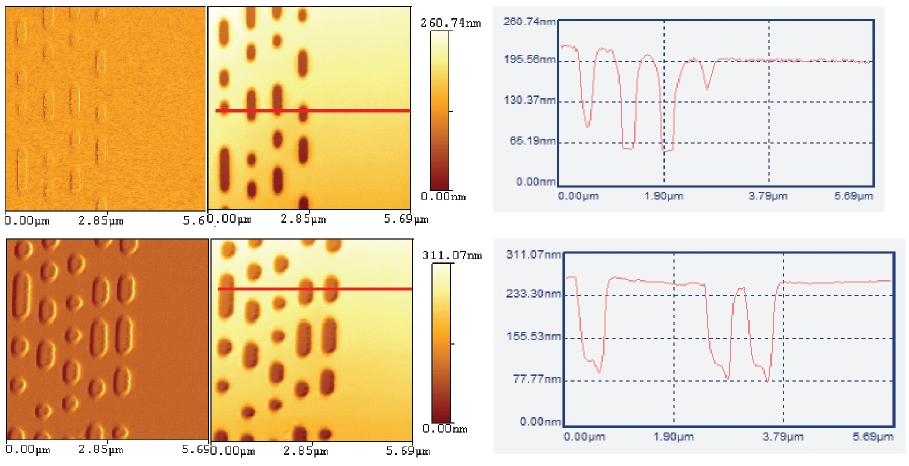 260.74nm
0.00nm
0.00µm 2.85µm 5.6
0.00µm 2.85µm 5.69µm
260.74nm
195.56nm
130.37nm
65.19nm
0.00nm
0.00µm 1.90µm 3.79µm 5.69µm
311.07nm
0.00nm
0.00µm 2.85µm 5.69
0.00µm 2.85µm 5.69µm
311.07nm
233.30nm
155.53nm
77.77nm
0.00nm
0.00µm 1.90µm 3.79µm 5.69µm